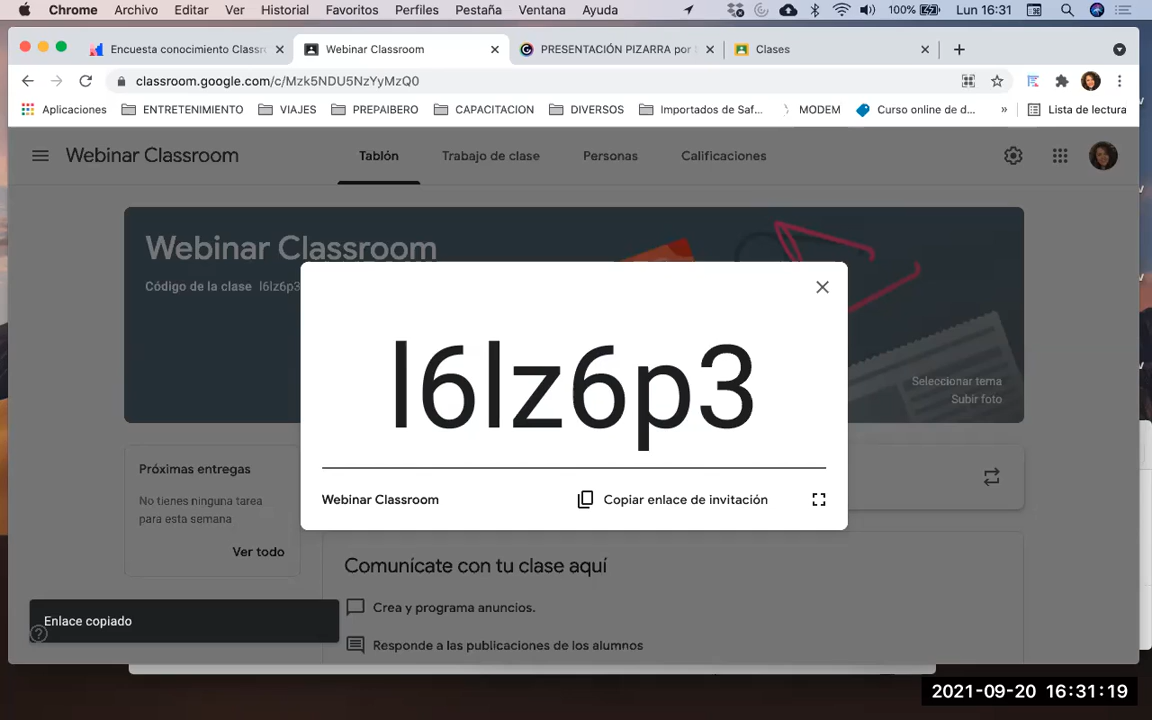 Chrome Archivo Editar Ver Historial Favoritos Perfiles Pestaña Ventana Ayuda 100% Lun 16:31
Encuesta conocimiento Classr Webinar Classroom PRESENTACIÓN PIZARRA por Clases
classroom.google.com/c/Mzk5NDU5NzYyMzQ0
Aplicaciones ENTRETENIMIENTO VIAJES PREPAIBERO CAPACITACION DIVERSOS Importados de Saf... MODEM Curso online de d... » Lista de lectura
Webinar Classroom Tablón Trabajo de clase Personas Calificaciones
Webinar Classroom
Código de la clase l6lz6p3
l6lz6p3
Seleccionar tema
Subir foto
Próximas entregas
No tienes ninguna tarea
para esta semana
Ver todo
Webinar Classroom Copiar enlace de invitación
Comunícate con tu clase aquí
Crea y programa anuncios.
Enlace copiado
Responde a las publicaciones de los alumnos
2021-09-20 16:31:19